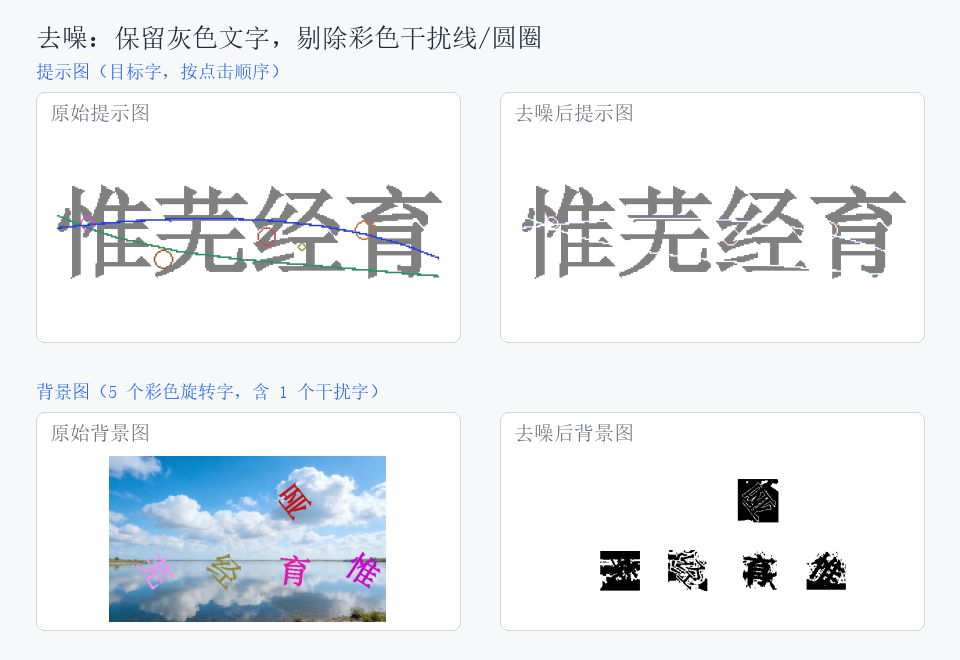 去噪：保留灰色文字，剔除彩色干扰线/圆圈
提示图（目标字，按点击顺序）
原始提示图
惟芜经育
去噪后提示图
惟芜经育
背景图（5 个彩色旋转字，含 1 个干扰字）
原始背景图
芜 经 育 惟
去噪后背景图
经 育 惟